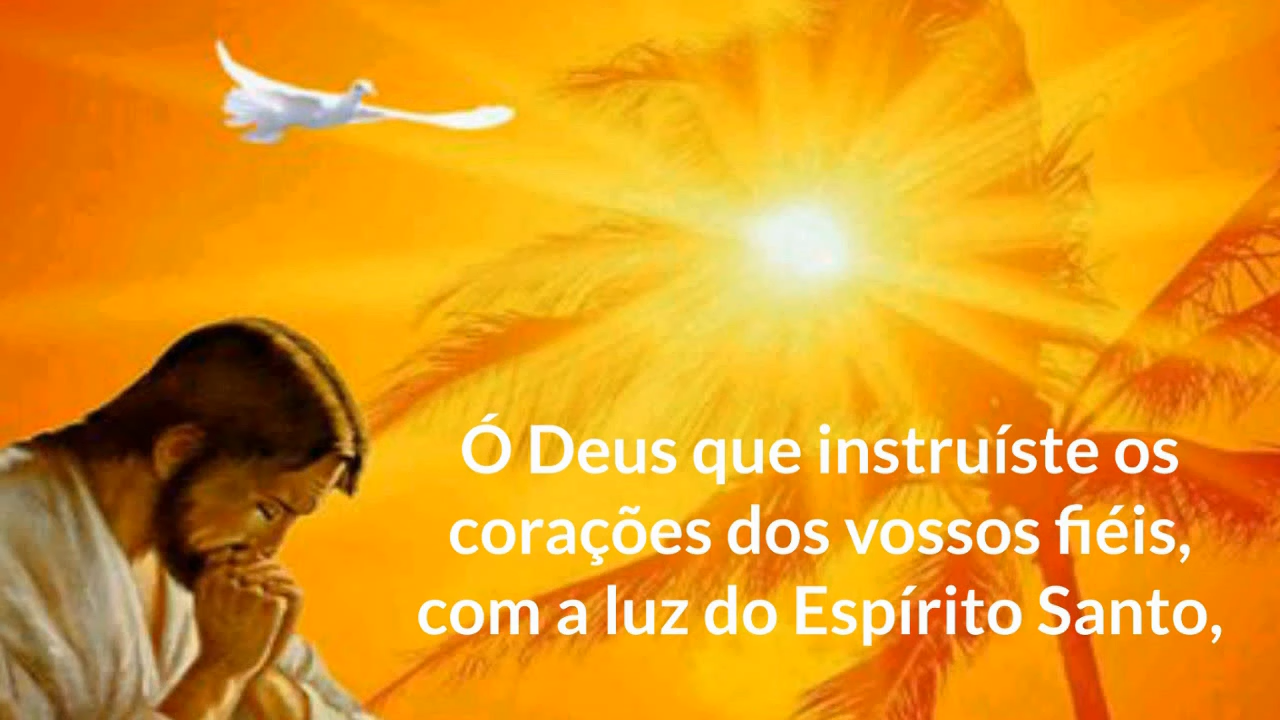 Ó Deus que instruíste os
corações dos vossos fiéis,
com a luz do Espírito Santo,